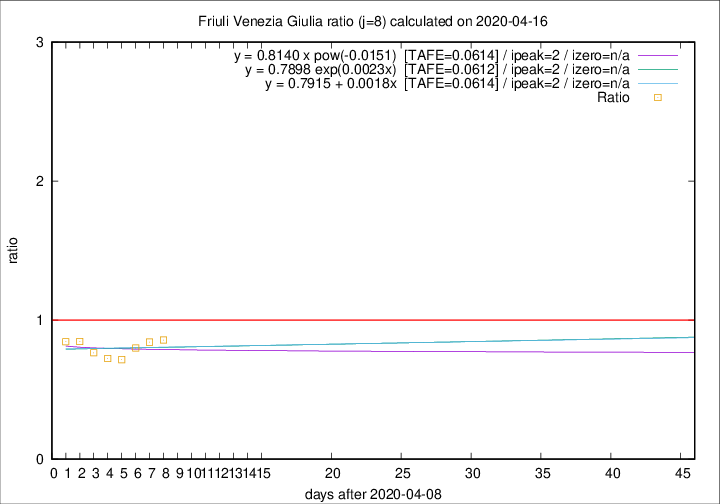 Friuli Venezia Giulia ratio (j=8) calculated on 2020-04-16
y = 0.8140 x pow(-0.0151) [TAFE=0.0614] / ipeak=2 / izero=n/a
y = 0.7898 exp(0.0023x) [TAFE=0.0612] / ipeak=2 / izero=n/a
y = 0.7915 + 0.0018x [TAFE=0.0614] / ipeak=2 / izero=n/a
Ratio
3
2
1
0
ratio
0 1 2 3 4 5 6 7 8 9 10 11 12 13 14 15 20 25 30 35 40 45
days after 2020-04-08